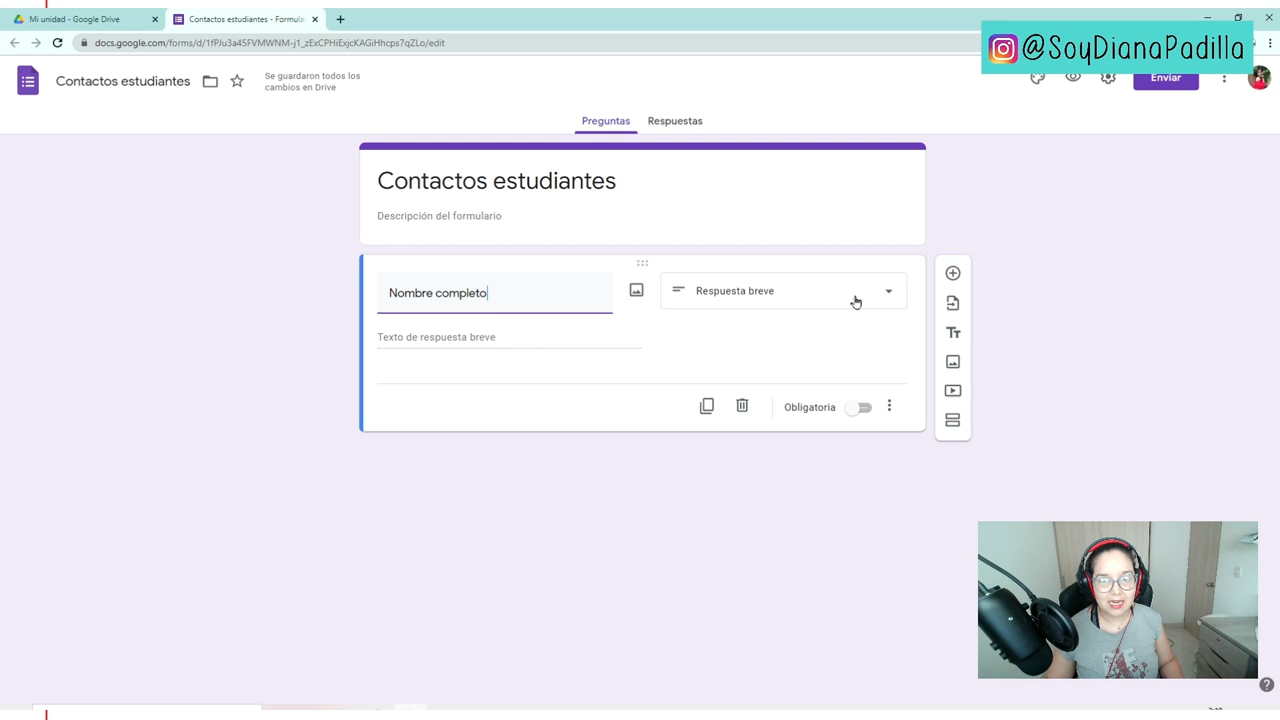 Mi unidad - Google Drive
Contactos estudiantes - Formula
docs.google.com/forms/d/1fPJu3a45FVMWNM-j1_zExCPHiExjcKAGiHhcps7qZLo/edit
@SoyDianaPadilla
Contactos estudiantes
Se guardaron todos los
cambios en Drive
Enviar
Preguntas
Respuestas
Contactos estudiantes
Descripción del formulario
Nombre completo
Respuesta breve
Texto de respuesta breve
Obligatoria